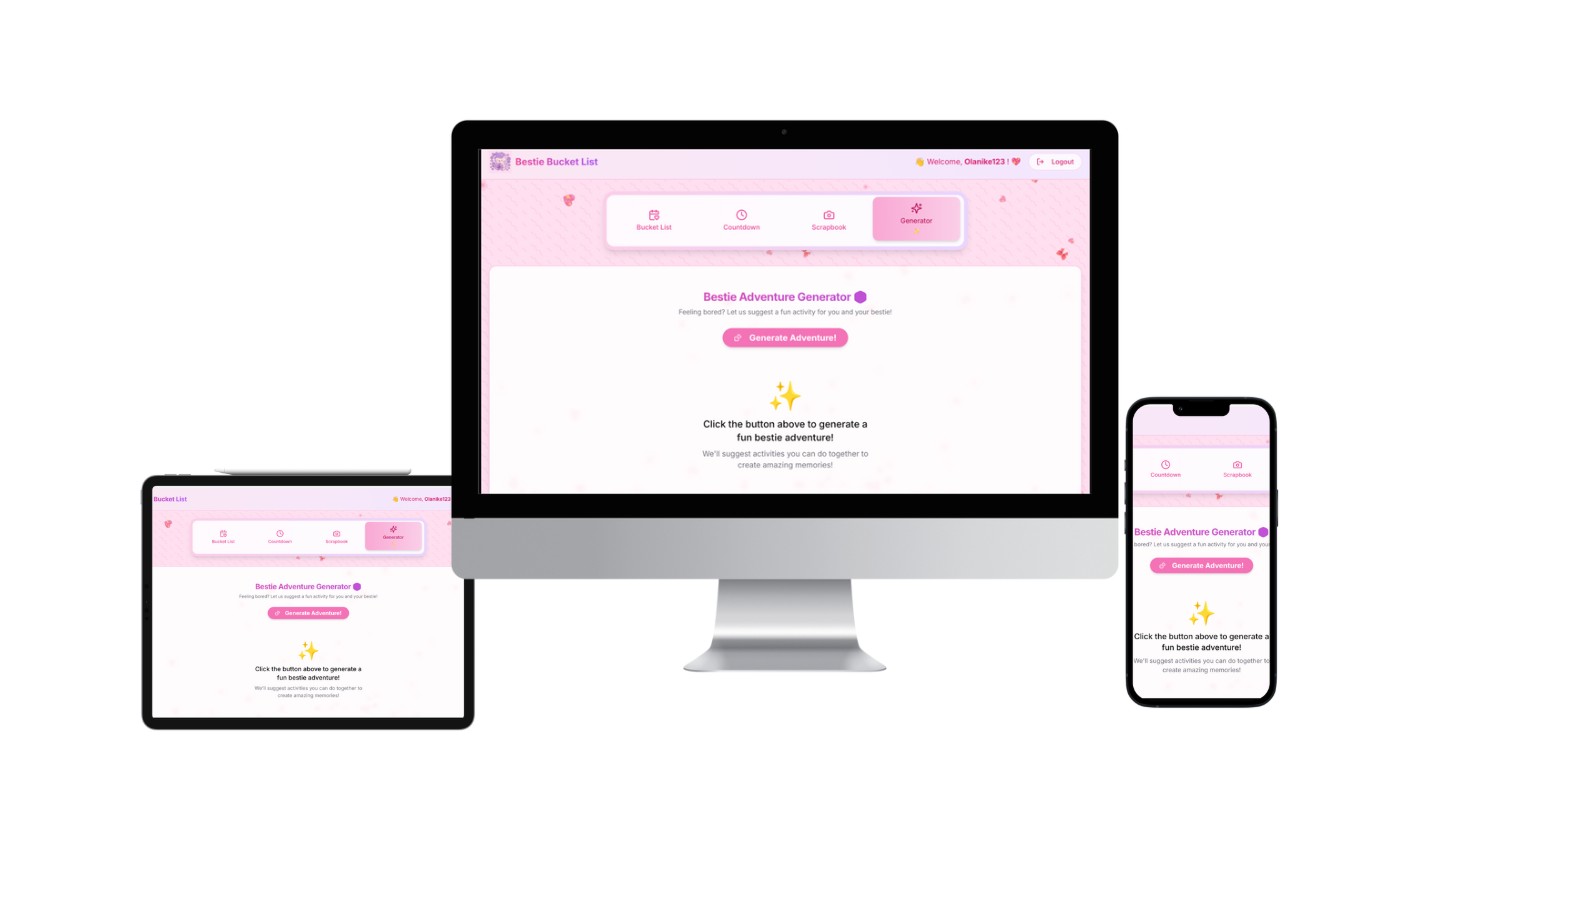 Bestie Bucket List
👋 Welcome, Olanike123 ! 💖
Logout
Bucket List
Countdown
Scrapbook
Generator
Bestie Adventure Generator
Feeling bored? Let us suggest a fun activity for you and your bestie!
Generate Adventure!
Click the button above to generate a
fun bestie adventure!
We'll suggest activities you can do together to
create amazing memories!
Bucket List
👋 Welcome, Olanike123
Bucket List
Countdown
Scrapbook
Generator
Bestie Adventure Generator
Feeling bored? Let us suggest a fun activity for you and your bestie!
Generate Adventure!
Click the button above to generate a
fun bestie adventure!
We'll suggest activities you can do together to
create amazing memories!
Countdown
Scrapbook
Bestie Adventure Generator
bored? Let us suggest a fun activity for you and your
Generate Adventure!
Click the button above to generate a
fun bestie adventure!
We'll suggest activities you can do together to
create amazing memories!